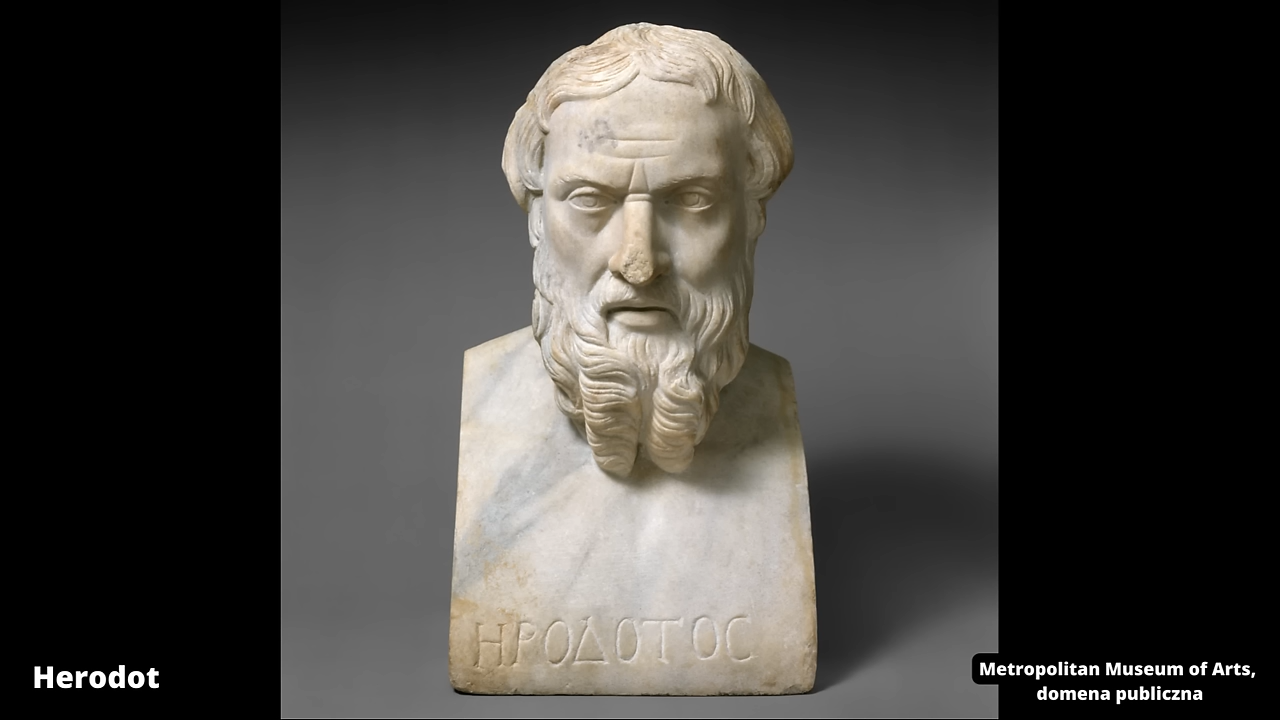 ΗΡΟΔΟΤΟC
Herodot
Metropolitan Museum of Arts,
domena publiczna